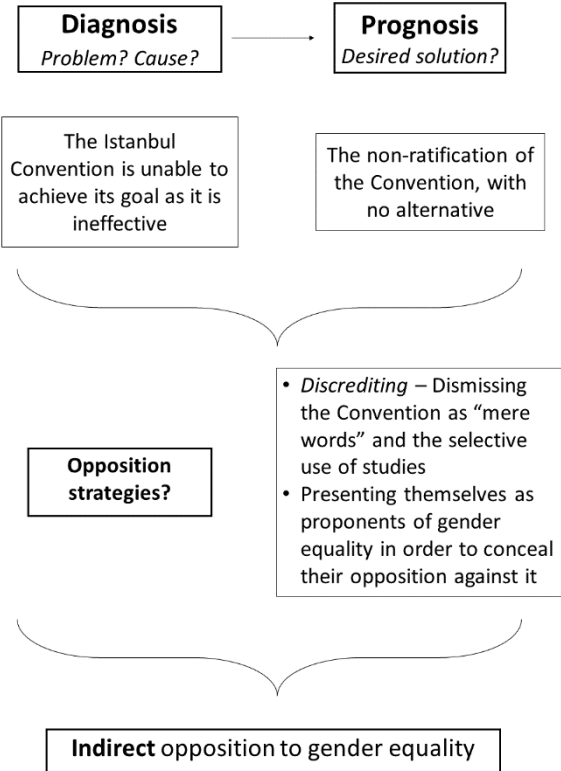 Diagnosis
Problem? Cause?
Prognosis
Desired solution?
The Istanbul
Convention is unable to
achieve its goal as it is
ineffective
The non-ratification of
the Convention, with
no alternative
Opposition
strategies?
• Discrediting – Dismissing
the Convention as “mere
words” and the selective
use of studies
• Presenting themselves as
proponents of gender
equality in order to conceal
their opposition against it
Indirect opposition to gender equality